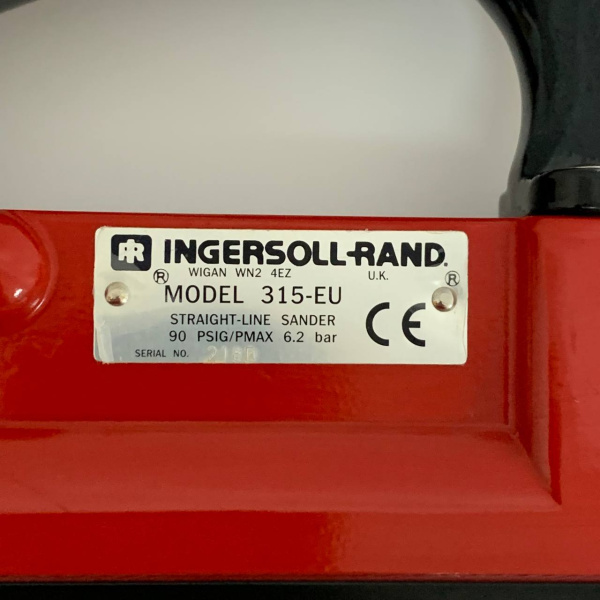 IR INGERSOLL-RAND®
® WIGAN WN2 4EZ U.K. ®
MODEL 315-EU
STRAIGHT-LINE SANDER
90 PSIG/PMAX 6.2 bar
CE
SERIAL NO.